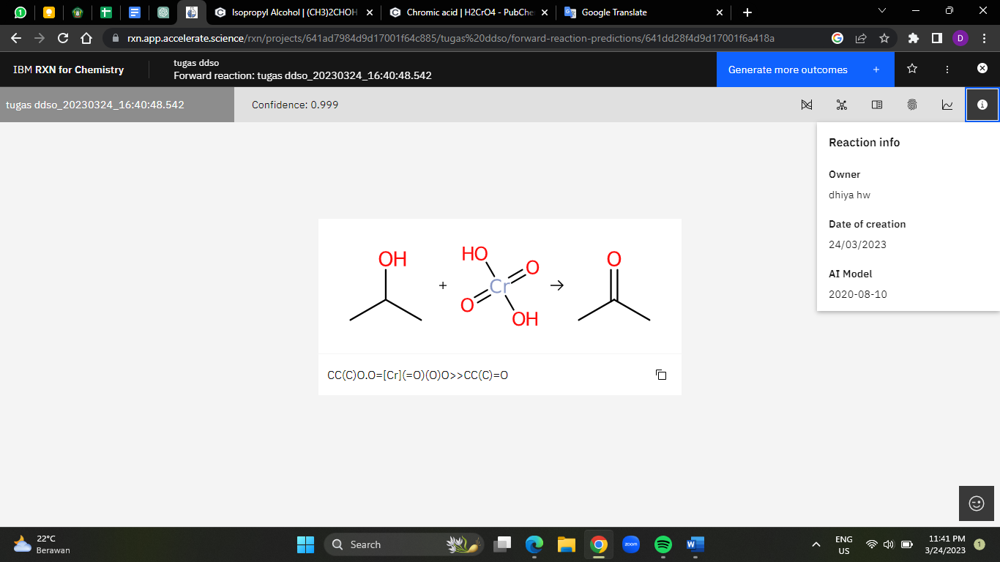 1
Isopropyl Alcohol | (CH3)2CHOH
Chromic acid | H2CrO4 - PubChe
Google Translate
rxn.app.accelerate.science/rxn/projects/641ad7984d9d17001f64c885/tugas%20ddso/forward-reaction-predictions/641dd28f4d9d17001f6a418a
G
D
IBM RXN for Chemistry
tugas ddso
Forward reaction: tugas ddso_20230324_16:40:48.542
Generate more outcomes +
tugas ddso_20230324_16:40:48.542
Confidence: 0.999
Reaction info
Owner
dhiya hw
Date of creation
24/03/2023
AI Model
2020-08-10
OH
+
HO
O
Cr
O
OH
→
O
CC(C)O.O=[Cr](=O)(O)O>>CC(C)=O
22°C
Berawan
Search
zoom
W
ENG
US
11:41 PM
3/24/2023
1